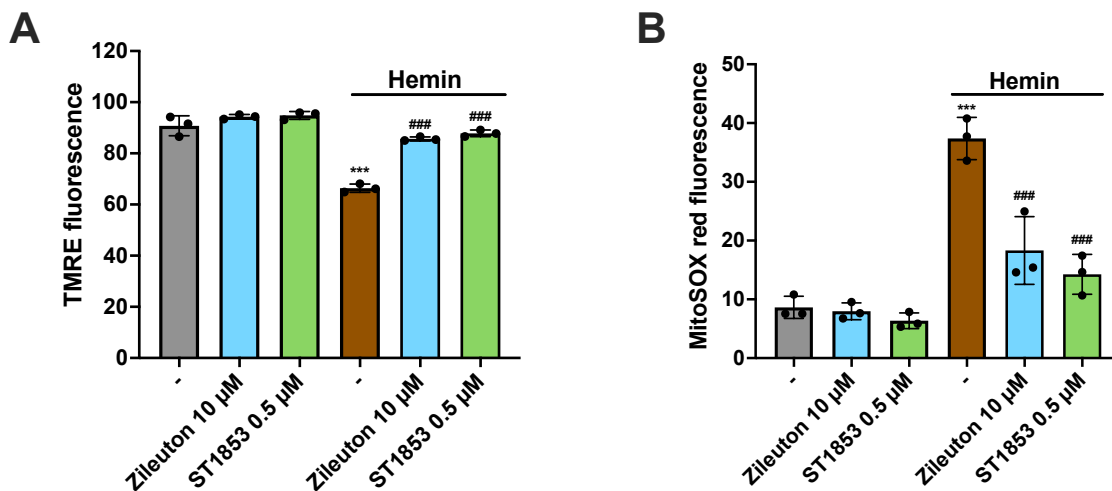 A
TMRE fluorescence
120
100
80
60
40
20
0
Hemin
***
###
###
-
Zileuton 10 µM
ST1853 0.5 µM
-
Zileuton 10 µM
ST1853 0.5 µM
B
MitoSOX red fluorescence
50
40
30
20
10
0
Hemin
***
###
###
-
Zileuton 10 µM
ST1853 0.5 µM
-
Zileuton 10 µM
ST1853 0.5 µM